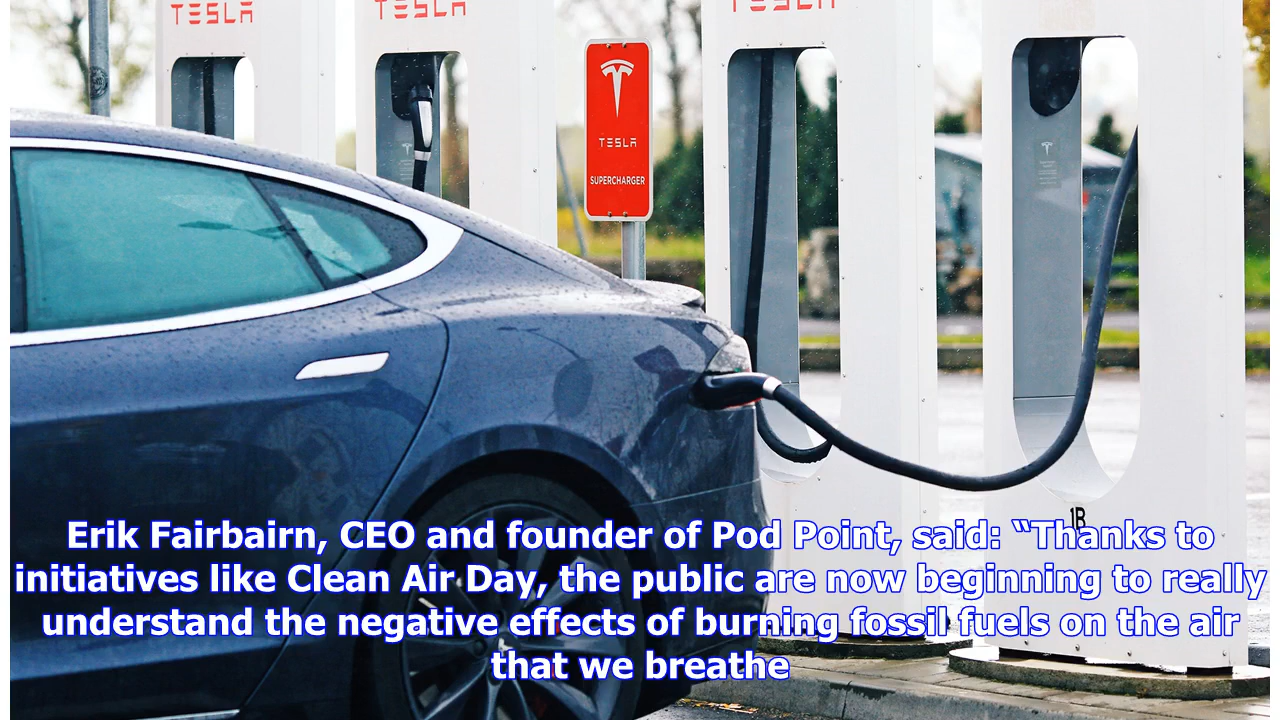 TESLA
TESLA
TESLA
TESLA
SUPERCHARGER
1B
Erik Fairbairn, CEO and founder of Pod Point, said: “Thanks to
initiatives like Clean Air Day, the public are now beginning to really
understand the negative effects of burning fossil fuels on the air
that we breathe